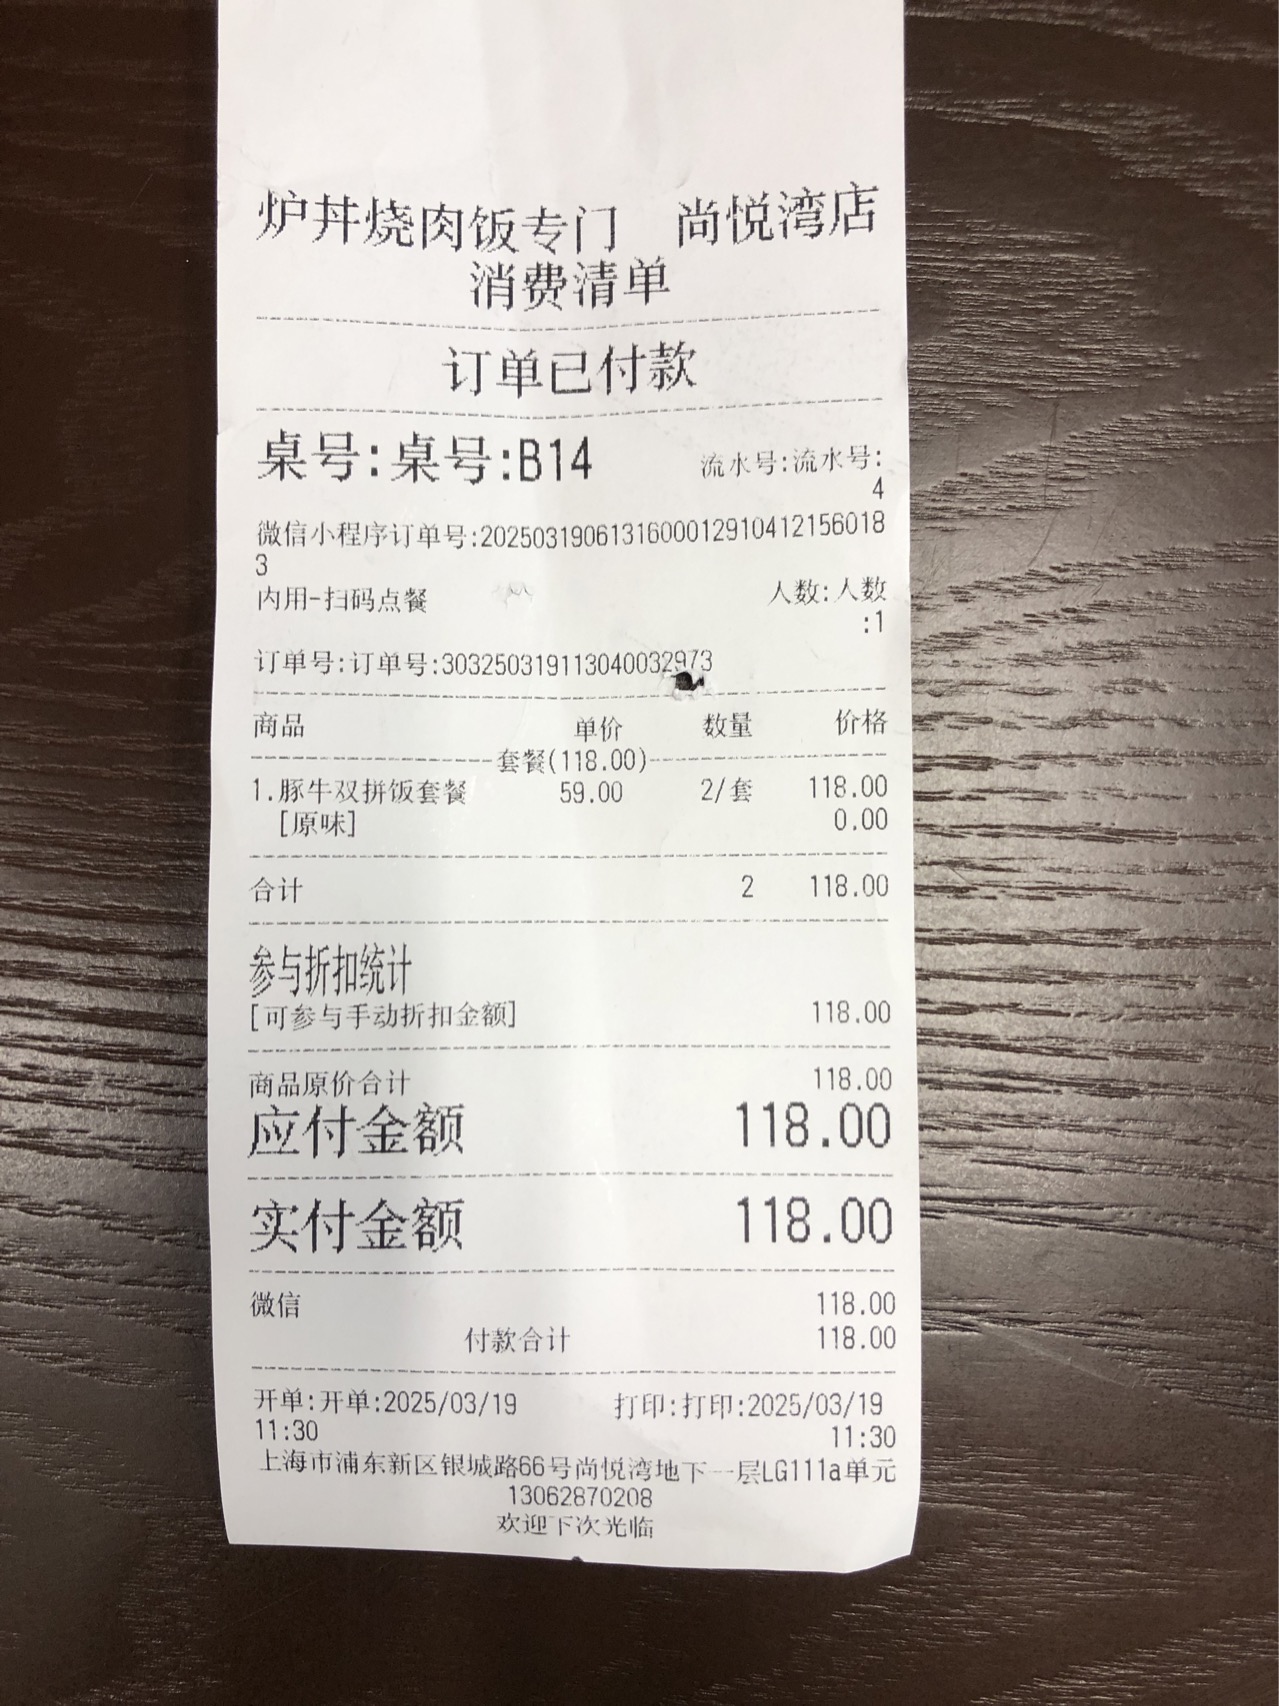 炉丼烧肉饭专门 尚悦湾店
消费清单
订单已付款
桌号:桌号:B14 流水号:流水号:
4
微信小程序订单号:2025031906131600012910412156018
3
内用-扫码点餐 人数:人数
:1
订单号:订单号:303250319113040032973
商品 单价 数量 价格
套餐(118.00)
1.豚牛双拼饭套餐 59.00 2/套 118.00
[原味] 0.00
合计 2 118.00
参与折扣统计
[可参与手动折扣金额] 118.00
商品原价合计 118.00
应付金额 118.00
实付金额 118.00
微信 118.00
付款合计 118.00
开单:开单:2025/03/19 打印:打印:2025/03/19
11:30 11:30
上海市浦东新区银城路66号尚悦湾地下一层LG111a单元
13062870208
欢迎下次光临